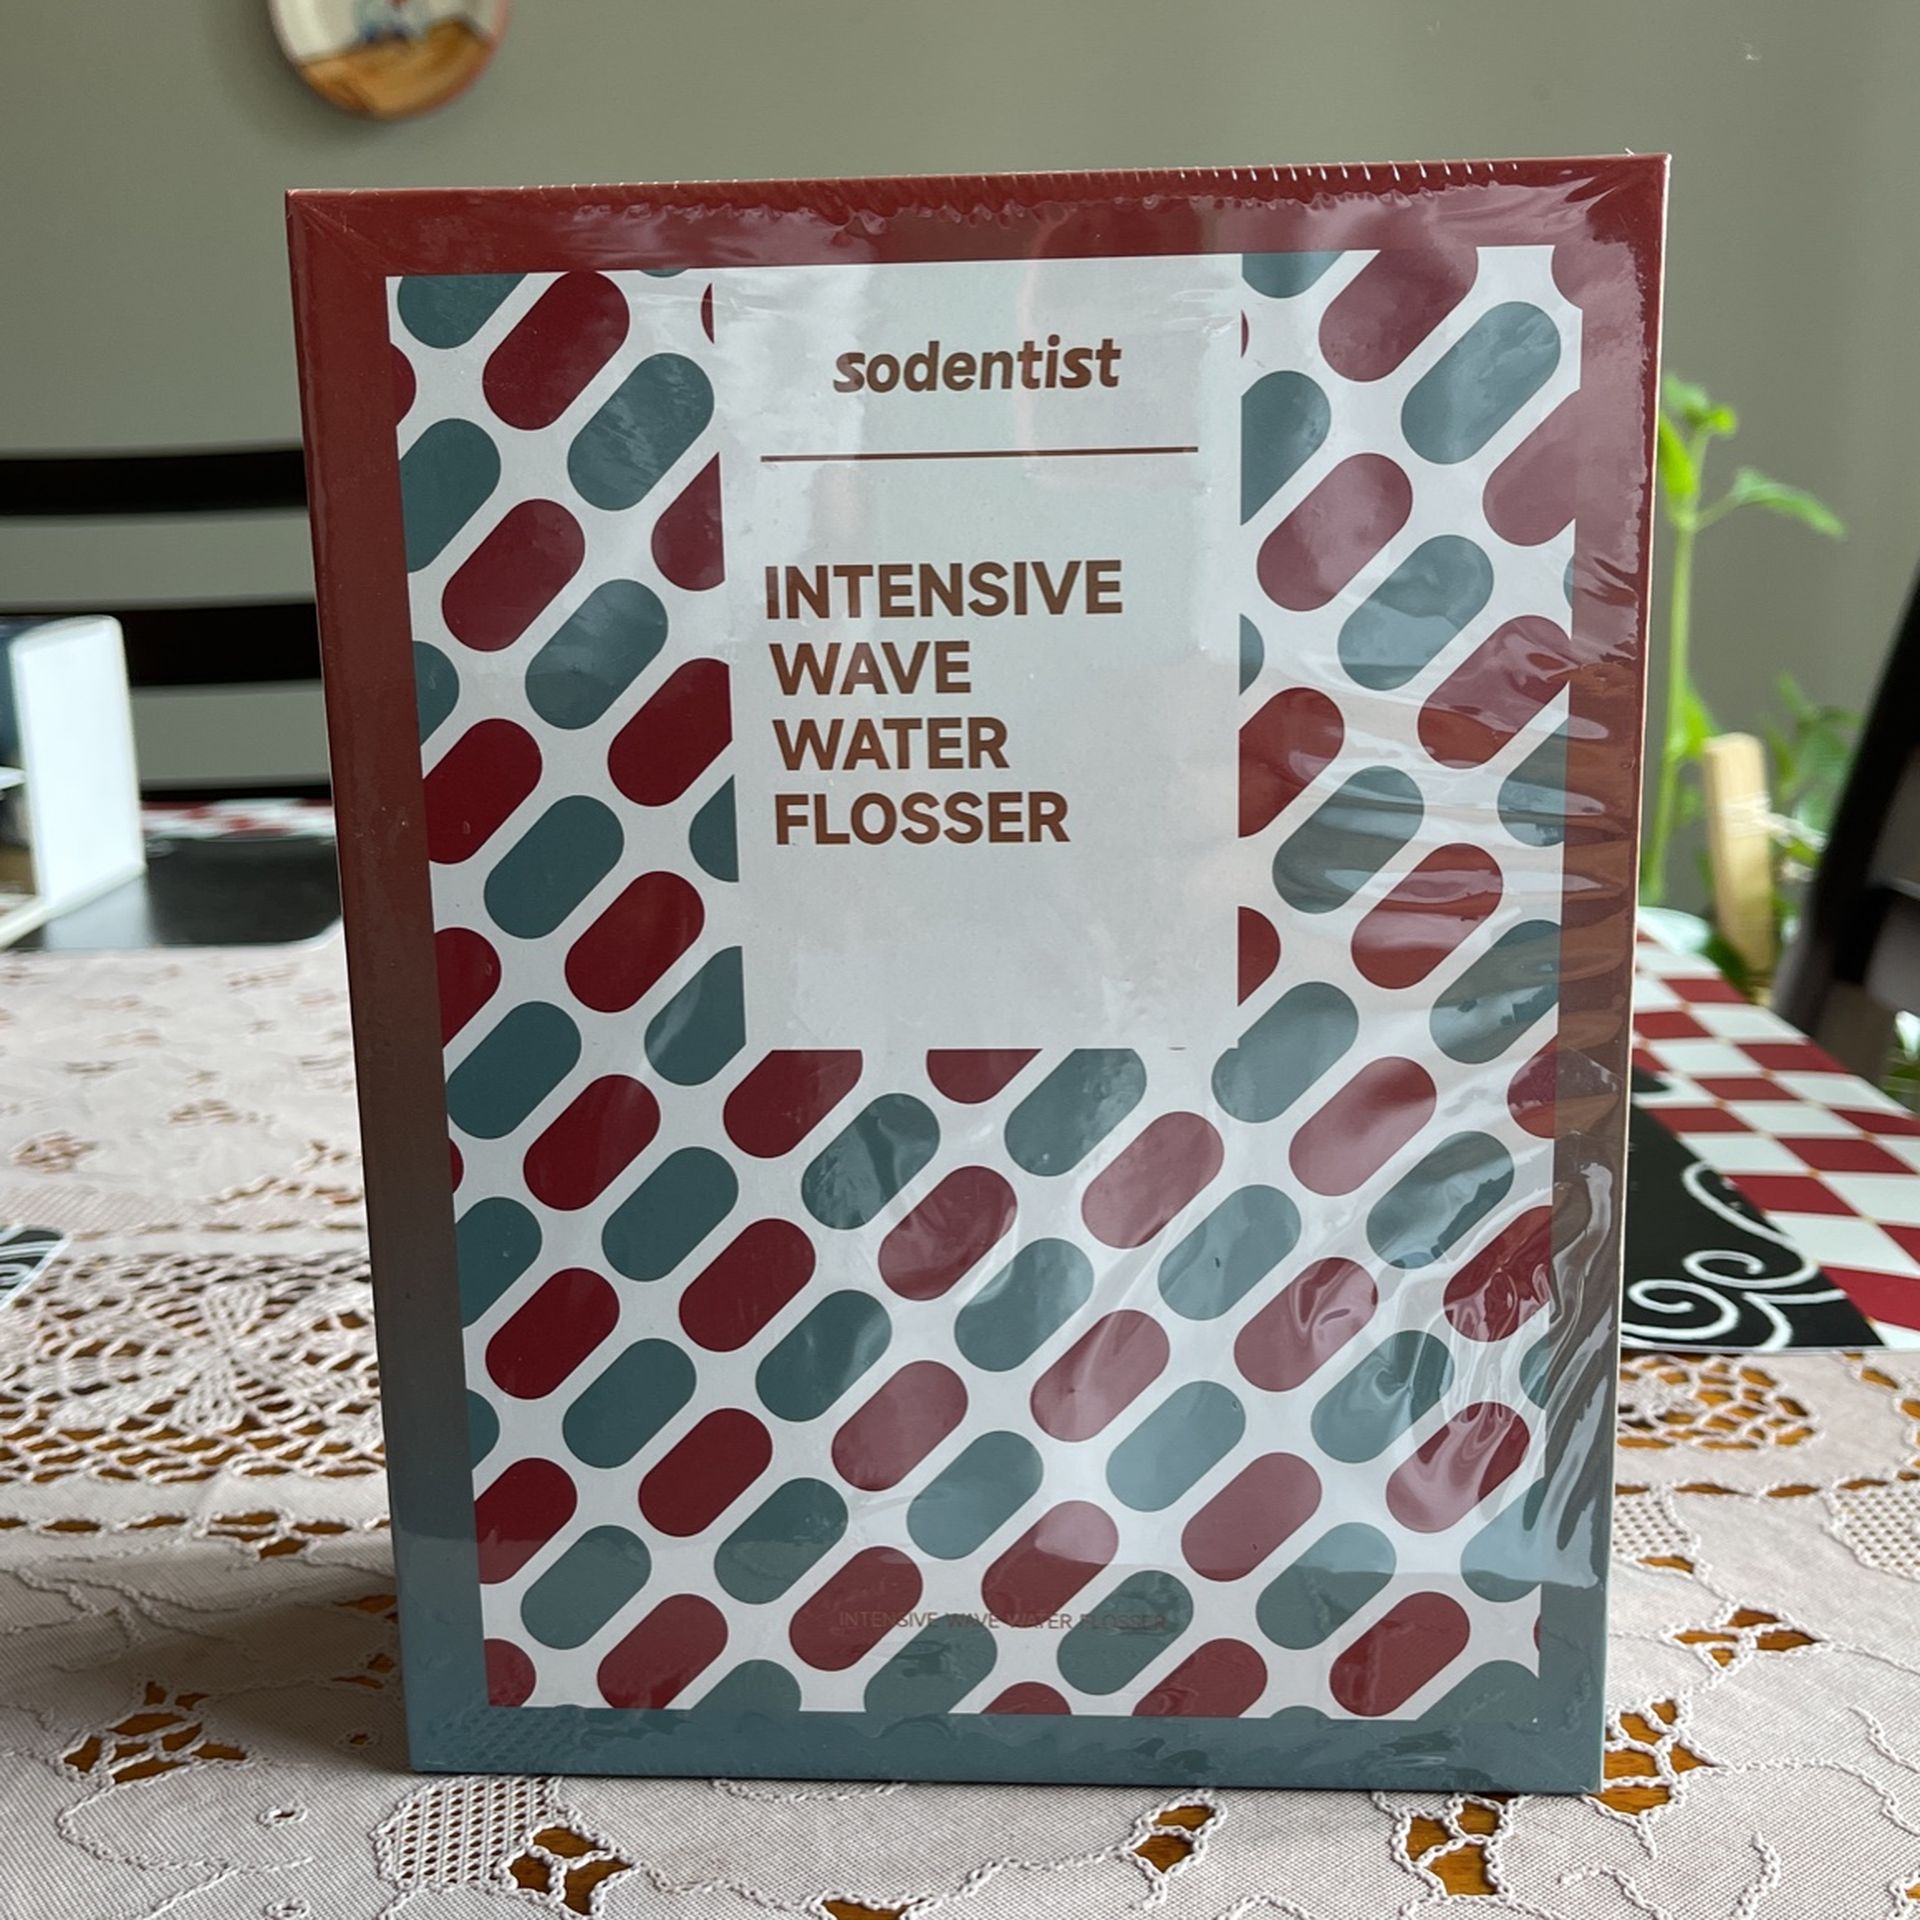 sodentist
INTENSIVE
WAVE
WATER
FLOSSER
INTENSIVE WAVE WATER FLOSSER